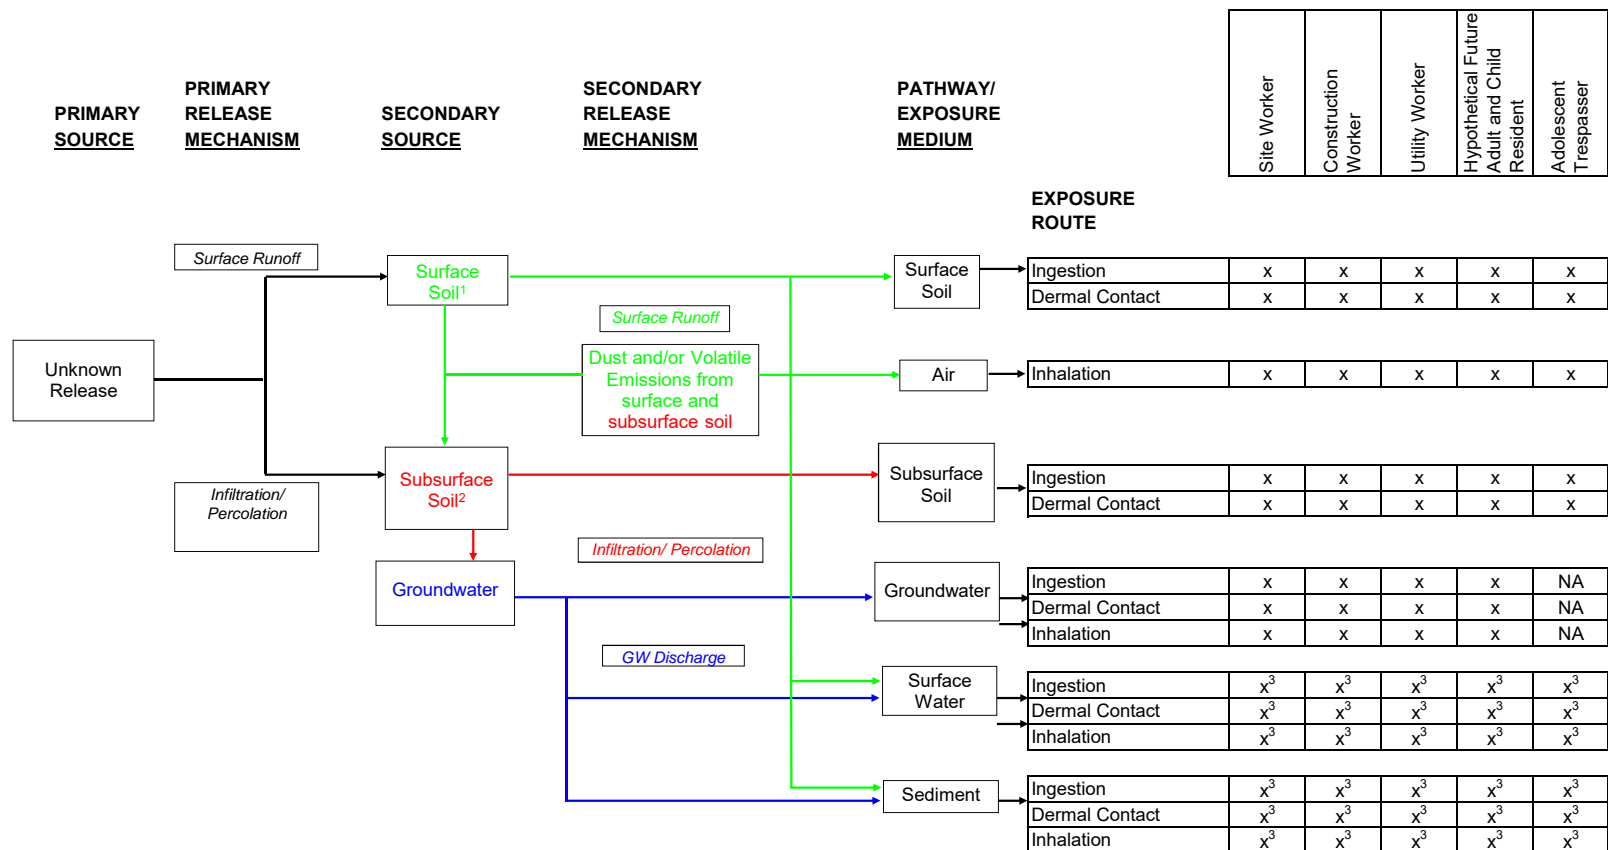 PRIMARY
SOURCE
PRIMARY
RELEASE
MECHANISM
SECONDARY
SOURCE
SECONDARY
RELEASE
MECHANISM
PATHWAY/
EXPOSURE
MEDIUM
EXPOSURE
ROUTE
Site Worker
Construction
Worker
Utility Worker
Hypothetical Future
Adult and Child
Resident
Adolescent
Trespasser
Surface Runoff
Surface
Soil¹
Surface
Soil
Ingestion x x x x x
Dermal Contact x x x x x
Surface Runoff
Unknown
Release
Dust and/or Volatile
Emissions from
surface and
subsurface soil
Air
Inhalation x x x x x
Infiltration/
Percolation
Subsurface
Soil²
Subsurface
Soil
Ingestion x x x x x
Dermal Contact x x x x x
Infiltration/ Percolation
Groundwater
Groundwater
Ingestion x x x x NA
Dermal Contact x x x x NA
Inhalation x x x x NA
GW Discharge
Surface
Water
Ingestion x³ x³ x³ x³ x³
Dermal Contact x³ x³ x³ x³ x³
Inhalation x³ x³ x³ x³ x³
Sediment
Ingestion x³ x³ x³ x³ x³
Dermal Contact x³ x³ x³ x³ x³
Inhalation x³ x³ x³ x³ x³